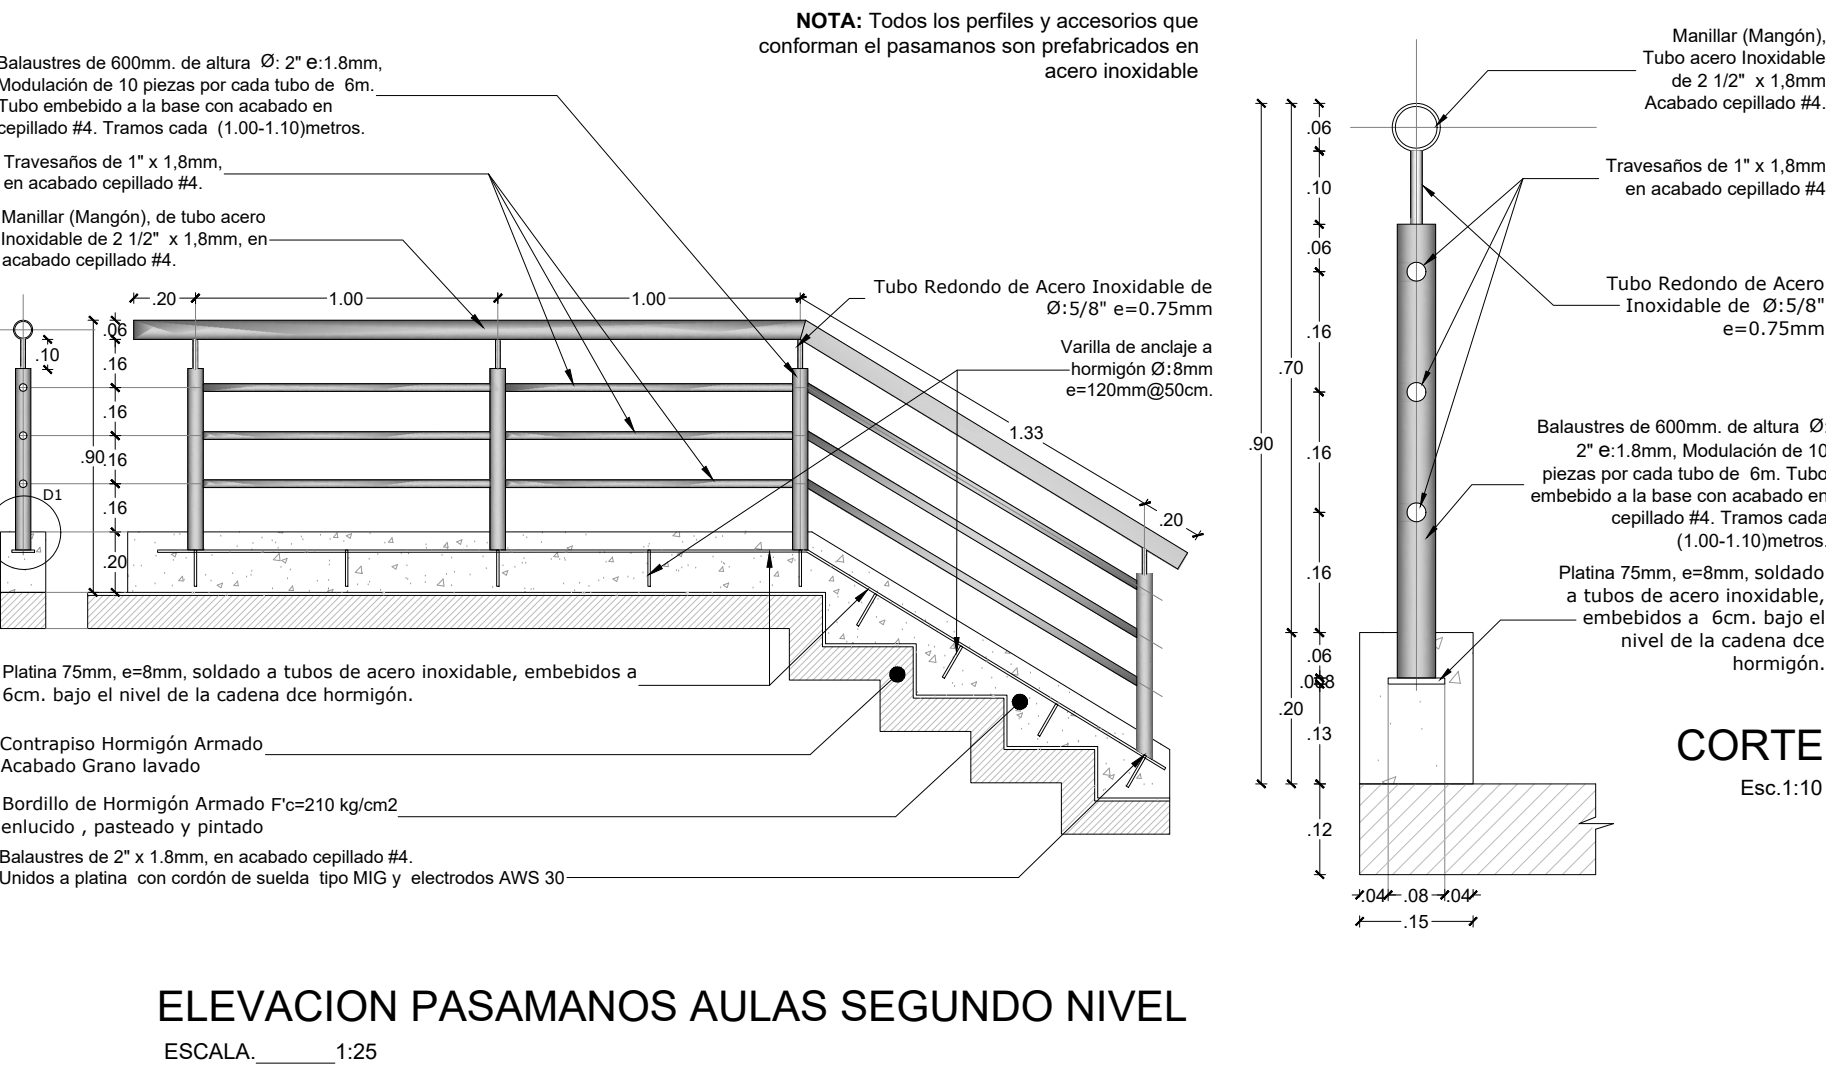 NOTA: Todos los perfiles y accesorios que
conforman el pasamanos son prefabricados en
acero inoxidable
Balaustres de 600mm. de altura Ø: 2" e:1.8mm,
Modulación de 10 piezas por cada tubo de 6m.
Tubo embebido a la base con acabado en
cepillado #4. Tramos cada (1.00-1.10)metros.
Travesaños de 1" x 1,8mm,
en acabado cepillado #4.
Manillar (Mangón), de tubo acero
Inoxidable de 2 1/2" x 1,8mm, en
acabado cepillado #4.
.20
1.00
1.00
Tubo Redondo de Acero Inoxidable de
Ø:5/8" e=0.75mm
Varilla de anclaje a
hormigón Ø:8mm
e=120mm@50cm.
.06
.10
.16
.16
.90
.16
.16
.20
D1
1.33
.20
Platina 75mm, e=8mm, soldado a tubos de acero inoxidable, embebidos a
6cm. bajo el nivel de la cadena dce hormigón.
Contrapiso Hormigón Armado
Acabado Grano lavado
Bordillo de Hormigón Armado F'c=210 kg/cm2
enlucido , pasteado y pintado
Balaustres de 2" x 1.8mm, en acabado cepillado #4.
Unidos a platina con cordón de suelda tipo MIG y electrodos AWS 30
ELEVACION PASAMANOS AULAS SEGUNDO NIVEL
ESCALA.______1:25
Manillar (Mangón),
Tubo acero Inoxidable
de 2 1/2" x 1,8mm
Acabado cepillado #4.
Travesaños de 1" x 1,8mm
en acabado cepillado #4
Tubo Redondo de Acero
Inoxidable de Ø:5/8"
e=0.75mm
Balaustres de 600mm. de altura Ø:
2" e:1.8mm, Modulación de 10
piezas por cada tubo de 6m. Tubo
embebido a la base con acabado en
cepillado #4. Tramos cada
(1.00-1.10)metros.
Platina 75mm, e=8mm, soldado
a tubos de acero inoxidable,
embebidos a 6cm. bajo el
nivel de la cadena dce
hormigón.
.06
.10
.06
.16
.70
.90
.16
.16
.06
.20
.13
.12
.04
.08
.04
.15
CORTE
Esc.1:10